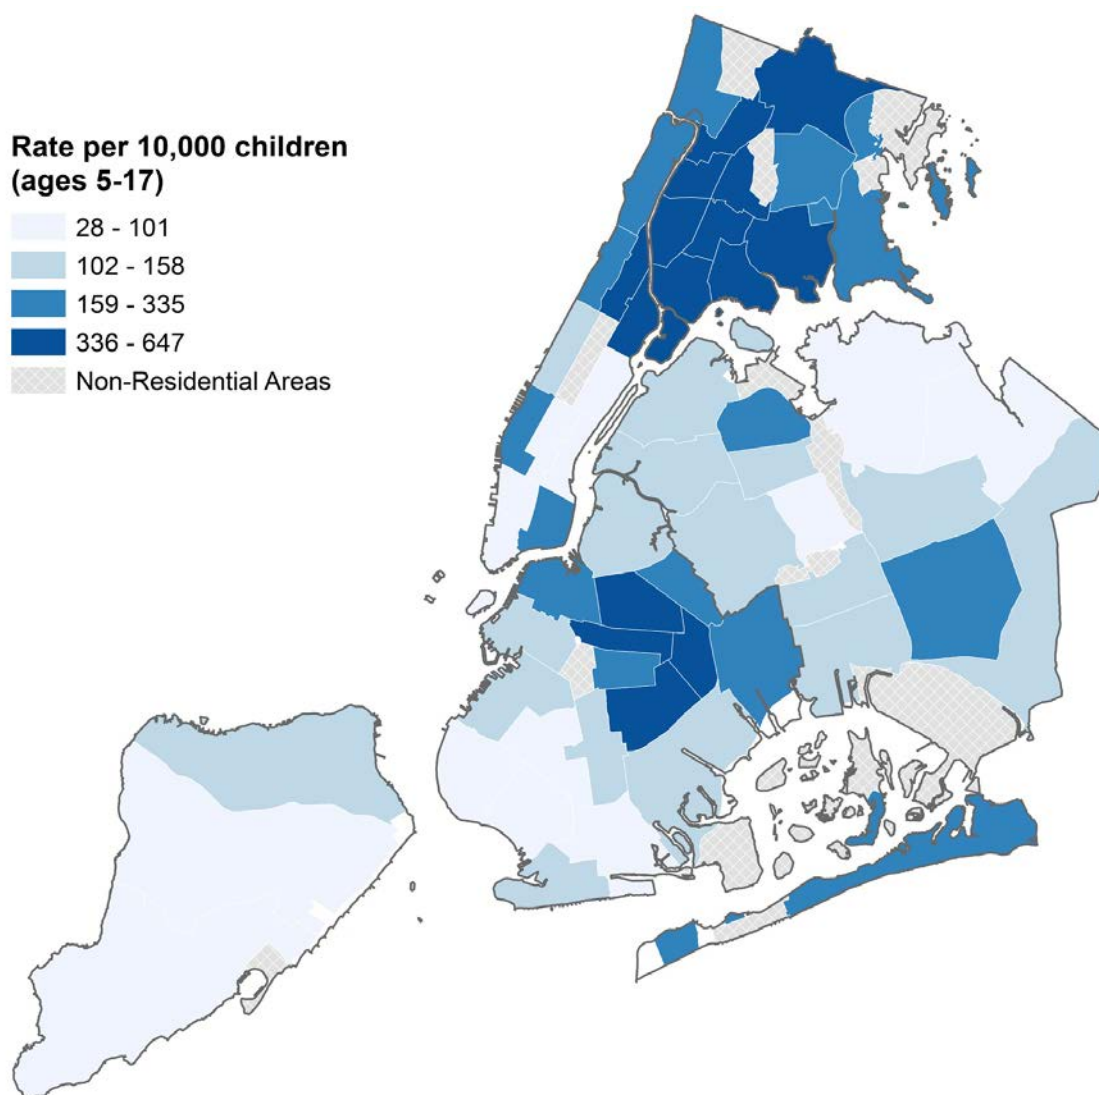 Rate per 10,000 children
(ages 5-17)
28 - 101
102 - 158
159 - 335
336 - 647
Non-Residential Areas